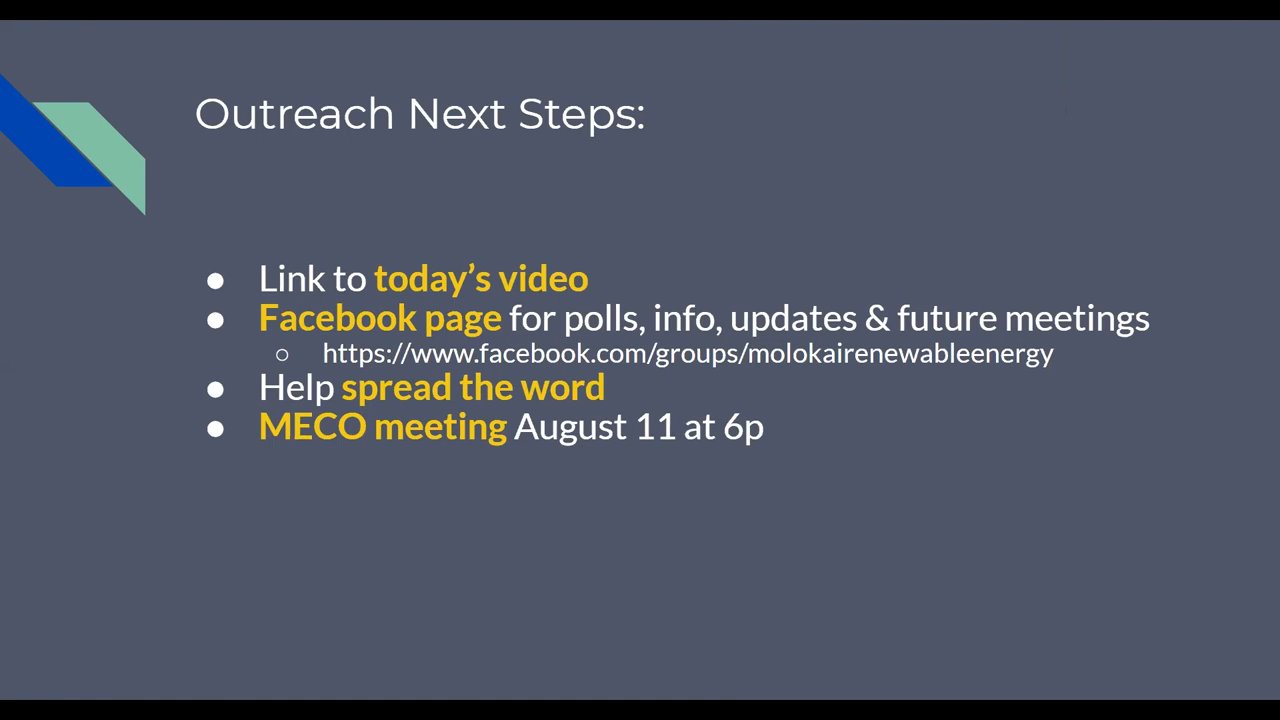 Outreach Next Steps:
● Link to today’s video
● Facebook page for polls, info, updates & future meetings
○ https://www.facebook.com/groups/molokairenewableenergy
● Help spread the word
● MECO meeting August 11 at 6p